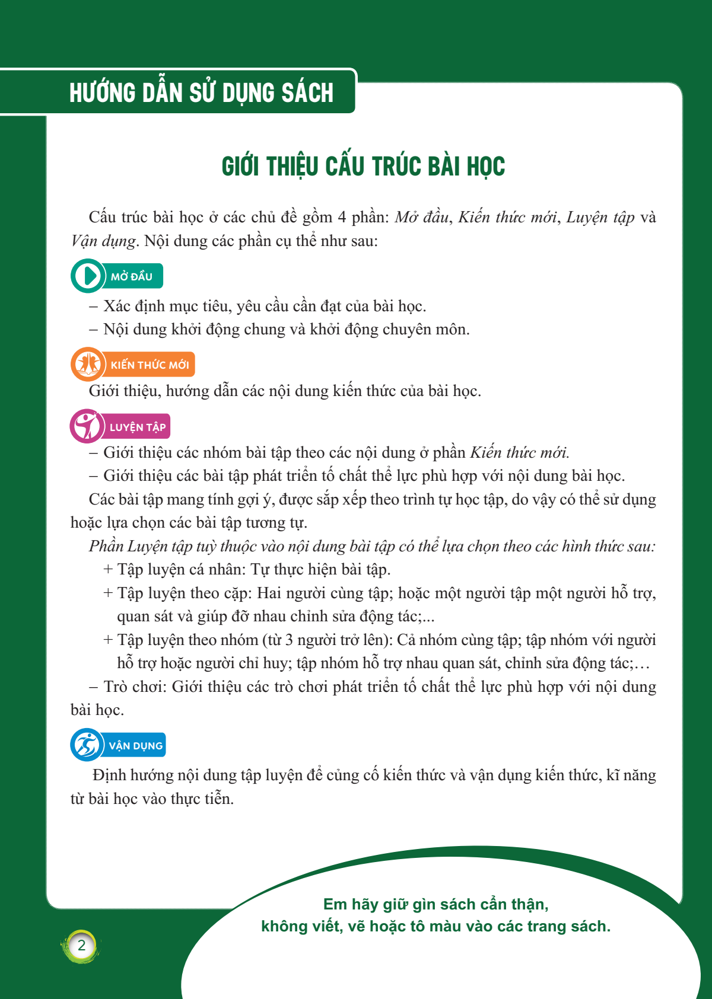 HƯỚNG DẪN SỬ DỤNG SÁCH
GIỚI THIỆU CẤU TRÚC BÀI HỌC
Cấu trúc bài học ở các chủ đề gồm 4 phần: Mở đầu, Kiến thức mới, Luyện tập và
Vận dụng. Nội dung các phần cụ thể như sau:
MỞ ĐẦU
– Xác định mục tiêu, yêu cầu cần đạt của bài học.
– Nội dung khởi động chung và khởi động chuyên môn.
KIẾN THỨC MỚI
Giới thiệu, hướng dẫn các nội dung kiến thức của bài học.
LUYỆN TẬP
– Giới thiệu các nhóm bài tập theo các nội dung ở phần Kiến thức mới.
– Giới thiệu các bài tập phát triển tố chất thể lực phù hợp với nội dung bài học.
Các bài tập mang tính gợi ý, được sắp xếp theo trình tự học tập, do vậy có thể sử dụng
hoặc lựa chọn các bài tập tương tự.
Phần Luyện tập tuỳ thuộc vào nội dung bài tập có thể lựa chọn theo các hình thức sau:
+ Tập luyện cá nhân: Tự thực hiện bài tập.
+ Tập luyện theo cặp: Hai người cùng tập; hoặc một người tập một người hỗ trợ,
quan sát và giúp đỡ nhau chỉnh sửa động tác;...
+ Tập luyện theo nhóm (từ 3 người trở lên): Cả nhóm cùng tập; tập nhóm với người
hỗ trợ hoặc người chỉ huy; tập nhóm hỗ trợ nhau quan sát, chỉnh sửa động tác;…
– Trò chơi: Giới thiệu các trò chơi phát triển tố chất thể lực phù hợp với nội dung
bài học.
VẬN DỤNG
Định hướng nội dung tập luyện để củng cố kiến thức và vận dụng kiến thức, kĩ năng
từ bài học vào thực tiễn.
Em hãy giữ gìn sách cẩn thận,
không viết, vẽ hoặc tô màu vào các trang sách.
2